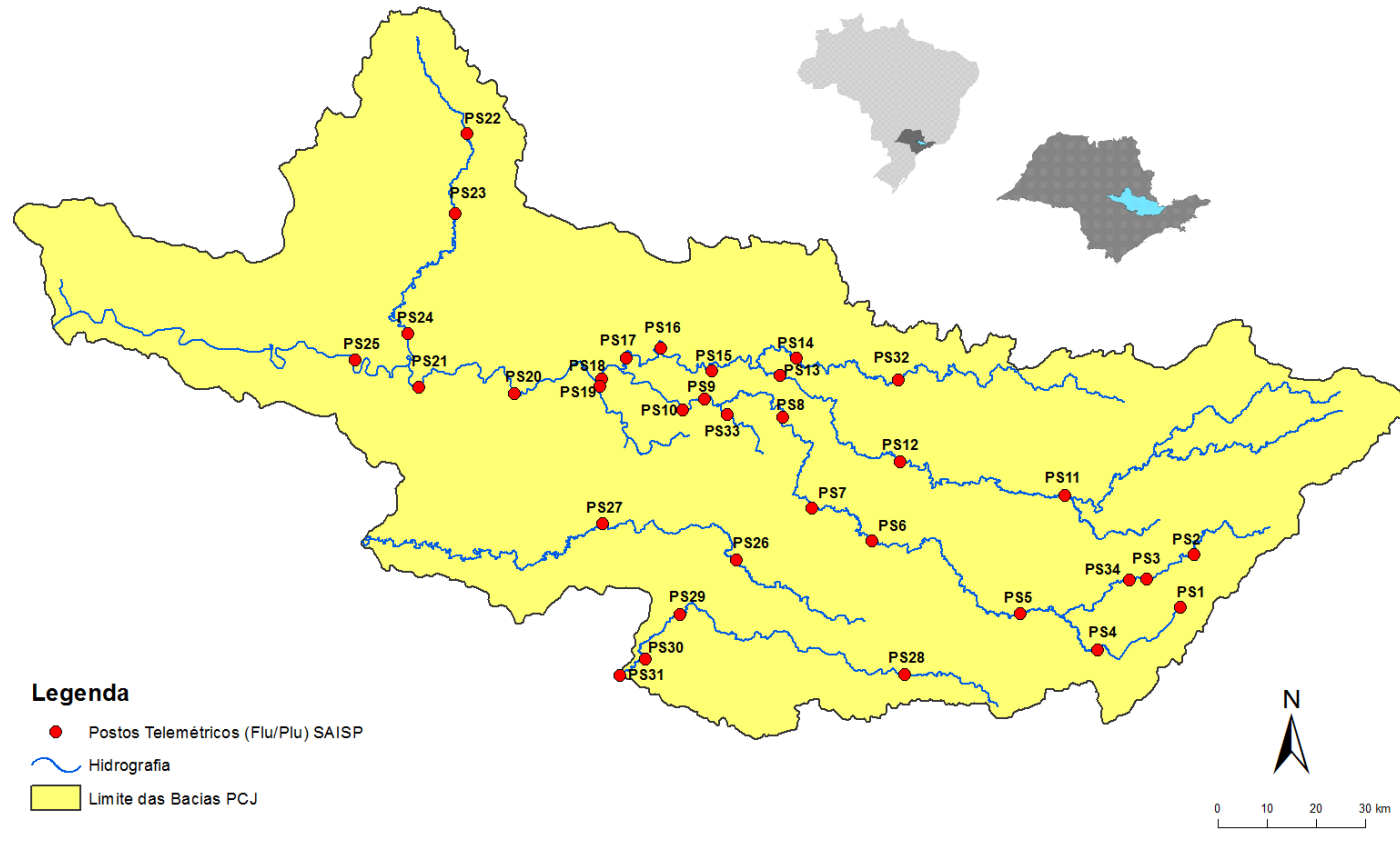 PS22
PS23
PS24
PS25
PS21
PS20
PS18
PS19
PS17
PS16
PS15
PS14
PS13
PS32
PS9
PS10
PS33
PS8
PS12
PS11
PS7
PS6
PS27
PS26
PS2
PS3
PS34
PS1
PS5
PS4
PS29
PS30
PS31
PS28
Legenda
Postos Telemétricos (Flu/Plu) SAISP
Hidrografia
Limite das Bacias PCJ
N
0 10 20 30 km